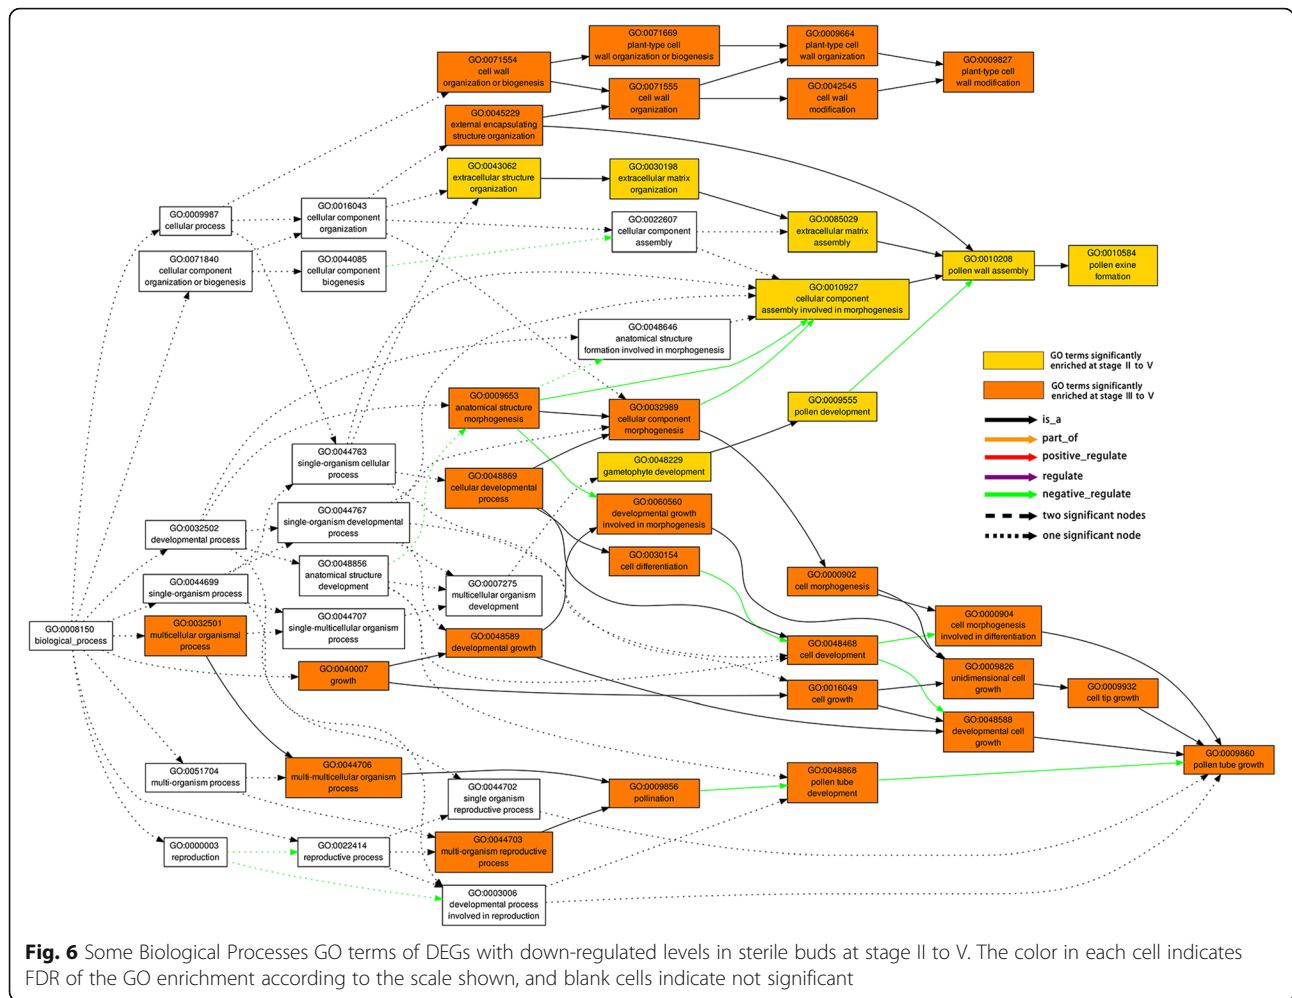 GO:0071554
cell wall
organization or biogenesis
GO:0071669
plant-type cell
wall organization or biogenesis
GO:0009664
plant-type cell
wall organization
GO:0009827
plant-type cell
wall modification
GO:0071555
cell wall
organization
GO:0042545
cell wall
modification
GO:0045229
external encapsulating
structure organization
GO:0043062
extracellular structure
organization
GO:0030198
extracellular matrix
organization
GO:0009987
cellular process
GO:0016043
cellular component
organization
GO:0022607
cellular component
assembly
GO:0085029
extracellular matrix
assembly
GO:0071840
cellular component
organization or biogenesis
GO:0044085
cellular component
biogenesis
GO:0010208
pollen wall assembly
GO:0010584
pollen exine
formation
GO:0010927
cellular component
assembly involved in morphogenesis
GO:0048646
anatomical structure
formation involved in morphogenesis
GO terms significantly
enriched at stage II to V
GO terms significantly
enriched at stage III to V
is_a
part_of
positive_regulate
regulate
negative_regulate
two significant nodes
one significant node
GO:0009653
anatomical structure
morphogenesis
GO:0032989
cellular component
morphogenesis
GO:0009555
pollen development
GO:0044763
single-organism cellular
process
GO:0048869
cellular developmental
process
GO:0048229
gametophyte development
GO:0044767
single-organism developmental
process
GO:0060560
developmental growth
involved in morphogenesis
GO:0032502
developmental process
GO:0030154
cell differentiation
GO:0048856
anatomical structure
development
GO:0007275
multicellular organism
development
GO:0000902
cell morphogenesis
GO:0044699
single-organism process
GO:0044707
single-multicellular organism
process
GO:0000904
cell morphogenesis
involved in differentiation
GO:0008150
biological_process
GO:0032501
multicellular organismal
process
GO:0048589
developmental growth
GO:0048468
cell development
GO:0040007
growth
GO:0016049
cell growth
GO:0009826
unidimensional cell
growth
GO:0009932
cell tip growth
GO:0048588
developmental cell
growth
GO:0009860
pollen tube growth
GO:0051704
multi-organism process
GO:0044706
multi-multicellular organism
process
GO:0044702
single organism
reproductive process
GO:0009856
pollination
GO:0048868
pollen tube
development
GO:0000003
reproduction
GO:0022414
reproductive process
GO:0044703
multi-organism reproductive
process
GO:0003006
developmental process
involved in reproduction
Fig. 6 Some Biological Processes GO terms of DEGs with down-regulated levels in sterile buds at stage II to V. The color in each cell indicates
FDR of the GO enrichment according to the scale shown, and blank cells indicate not significant